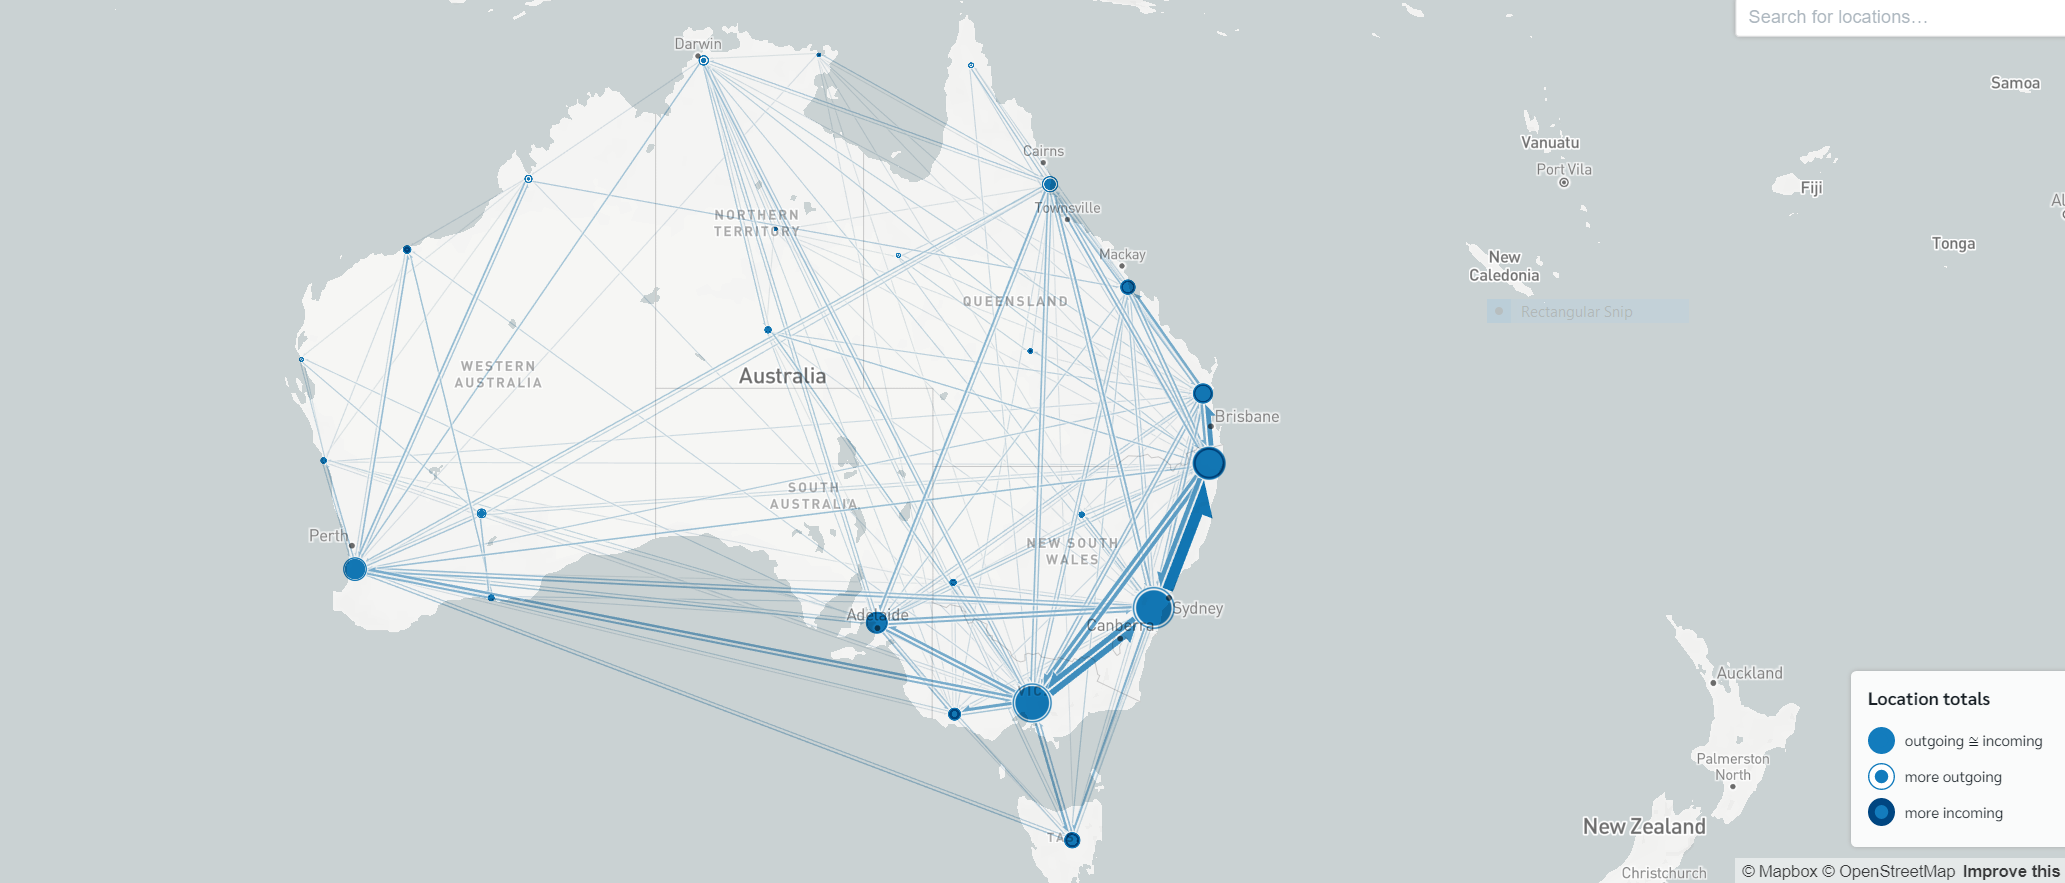 Search for locations…
Darwin
Samoa
Cairns
Vanuatu
Port Vila
Fiji
Townsville
NORTHERN
TERRITORY
Tonga
Mackay
New
Caledonia
QUEENSLAND
Rectangular Snip
WESTERN
AUSTRALIA
Australia
Brisbane
SOUTH
AUSTRALIA
Perth
NEW SOUTH
WALES
Adelaide
Sydney
Canberra
Auckland
Location totals
outgoing ≅ incoming
more outgoing
more incoming
Palmerston
North
New Zealand
Christchurch
© Mapbox © OpenStreetMap Improve this